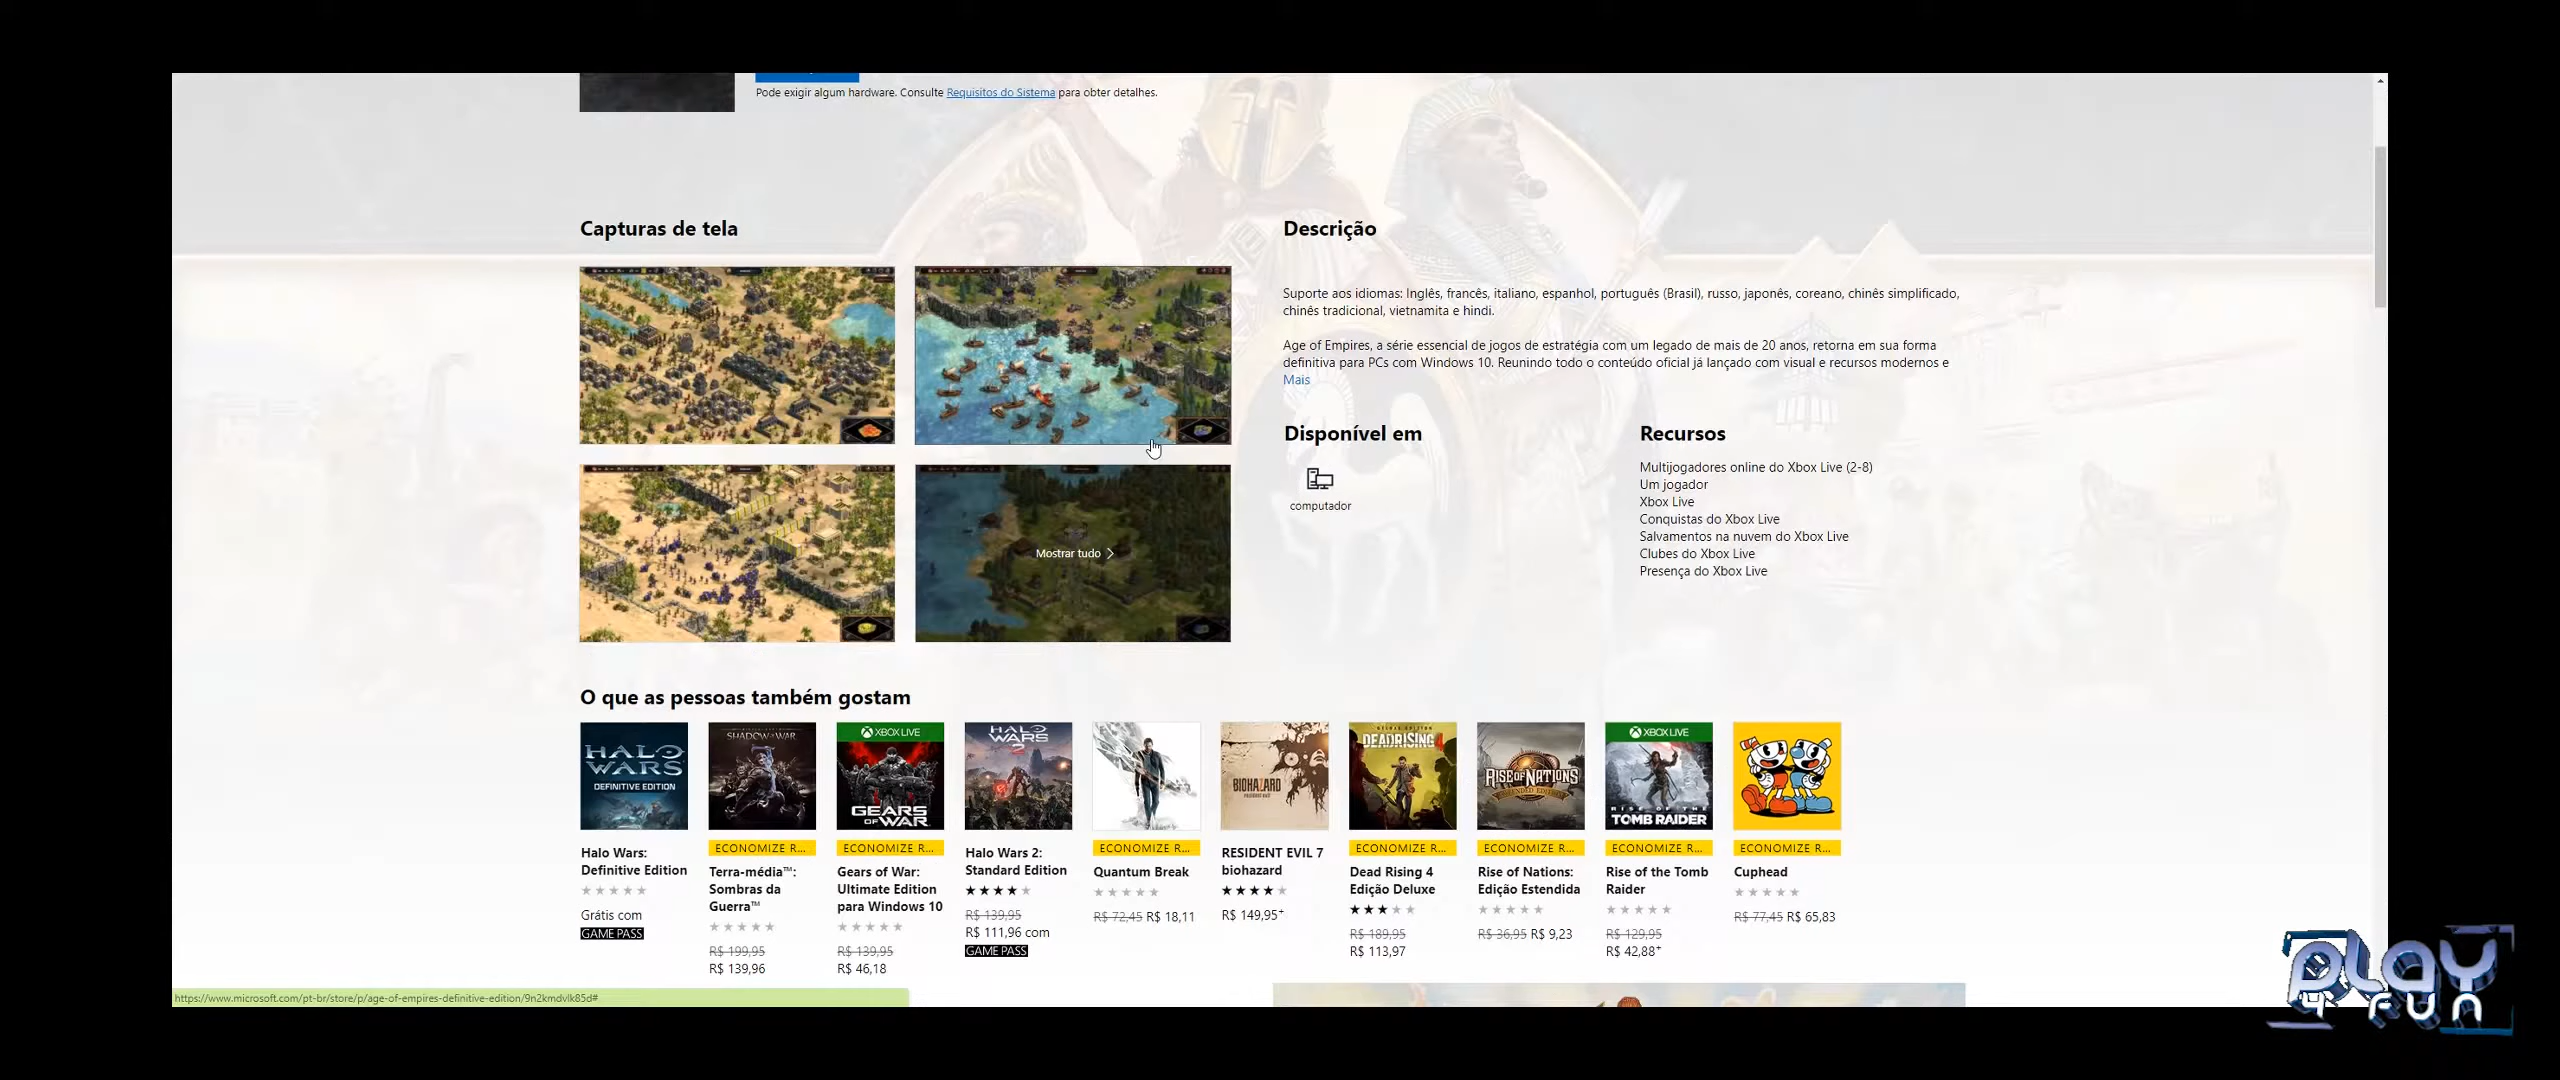 Pode exigir algum hardware. Consulte Requisitos do Sistema para obter detalhes.
Capturas de tela
Mostrar tudo
Descrição
Suporte aos idiomas: Inglês, francês, italiano, espanhol, português (Brasil), russo, japonês, coreano, chinês simplificado,
chinês tradicional, vietnamita e hindi.
Age of Empires, a série essencial de jogos de estratégia com um legado de mais de 20 anos, retorna em sua forma
definitiva para PCs com Windows 10. Reunindo todo o conteúdo oficial já lançado com visual e recursos modernos e
Mais
Disponível em
computador
Recursos
Multijogadores online do Xbox Live (2-8)
Um jogador
Xbox Live
Conquistas do Xbox Live
Salvamentos na nuvem do Xbox Live
Clubes do Xbox Live
Presença do Xbox Live
O que as pessoas também gostam
HALO
WARS
DEFINITIVE EDITION
Halo Wars:
Definitive Edition
Grátis com
GAME PASS
SHADOW OF WAR
ECONOMIZE R...
Terra-média™:
Sombras da
Guerra™
R$ 199,95
R$ 139,96
XBOX LIVE
GEARS
OF WAR
ECONOMIZE R...
Gears of War:
Ultimate Edition
para Windows 10
R$ 139,95
R$ 46,18
HALO
WARS
2
Halo Wars 2:
Standard Edition
R$ 139,95
R$ 111,96 com
GAME PASS
ECONOMIZE R...
Quantum Break
R$ 72,45 R$ 18,11
BIOHAZARD
RESIDENT EVIL 7
biohazard
R$ 149,95+
DEADRISING 4
ECONOMIZE R...
Dead Rising 4
Edição Deluxe
R$ 189,95
R$ 113,97
RISE OF NATIONS
EXTENDED EDITION
ECONOMIZE R...
Rise of Nations:
Edição Estendida
R$ 36,95 R$ 9,23
XBOX LIVE
RISE OF THE
TOMB RAIDER
ECONOMIZE R...
Rise of the Tomb
Raider
R$ 129,95
R$ 42,88+
ECONOMIZE R...
Cuphead
R$ 77,45 R$ 65,83
https://www.microsoft.com/pt-br/store/p/age-of-empires-definitive-edition/9n2kmdvlk85d#
play
4 FUN